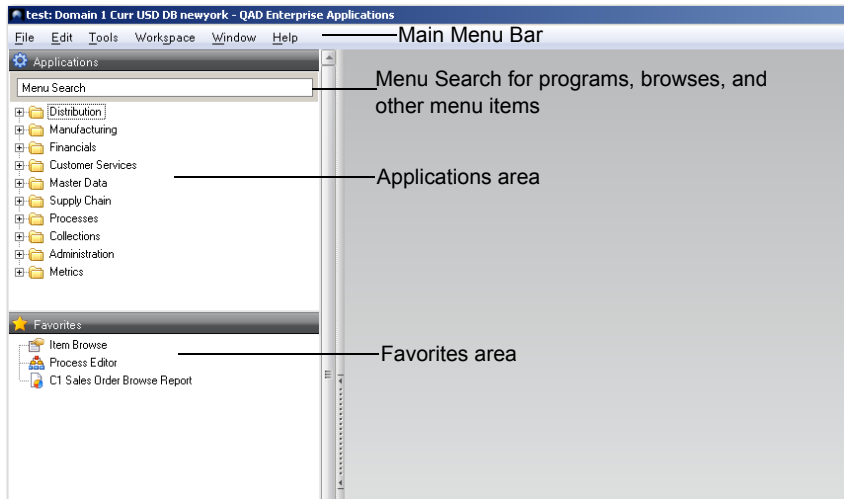 test: Domain 1 Curr USD DB newyork - QAD Enterprise Applications
File Edit Tools Workspace Window Help
Main Menu Bar
Applications
Menu Search
Menu Search for programs, browses, and
other menu items
Distribution
Manufacturing
Financials
Customer Services
Master Data
Applications area
Supply Chain
Processes
Collections
Administration
Metrics
Favorites
Item Browse
Favorites area
Process Editor
C1 Sales Order Browse Report